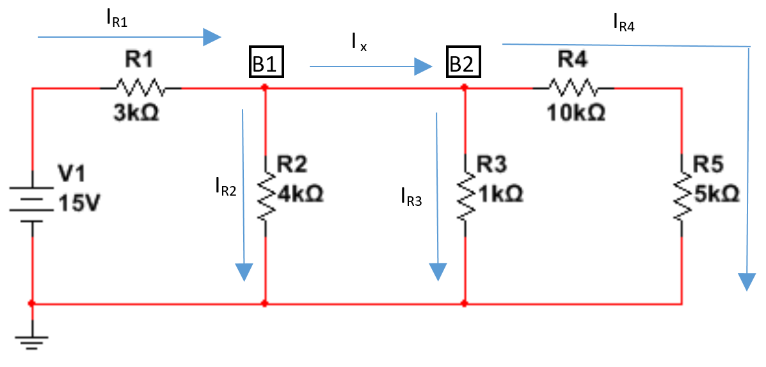 IR1
IR4
R1
B1
Ix
B2
R4
3kΩ
10kΩ
V1
15V
R2
4kΩ
IR2
R3
1kΩ
IR3
R5
5kΩ